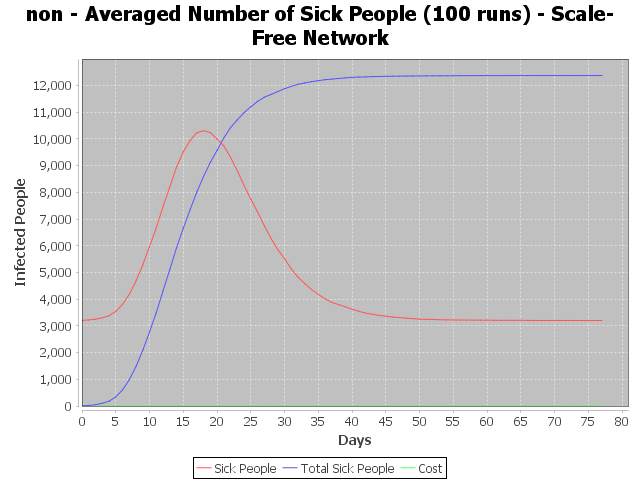 non - Averaged Number of Sick People (100 runs) - Scale-
Free Network
Infected People
12,000
11,000
10,000
9,000
8,000
7,000
6,000
5,000
4,000
3,000
2,000
1,000
0
0 5 10 15 20 25 30 35 40 45 50 55 60 65 70 75 80
Days
Sick People Total Sick People Cost